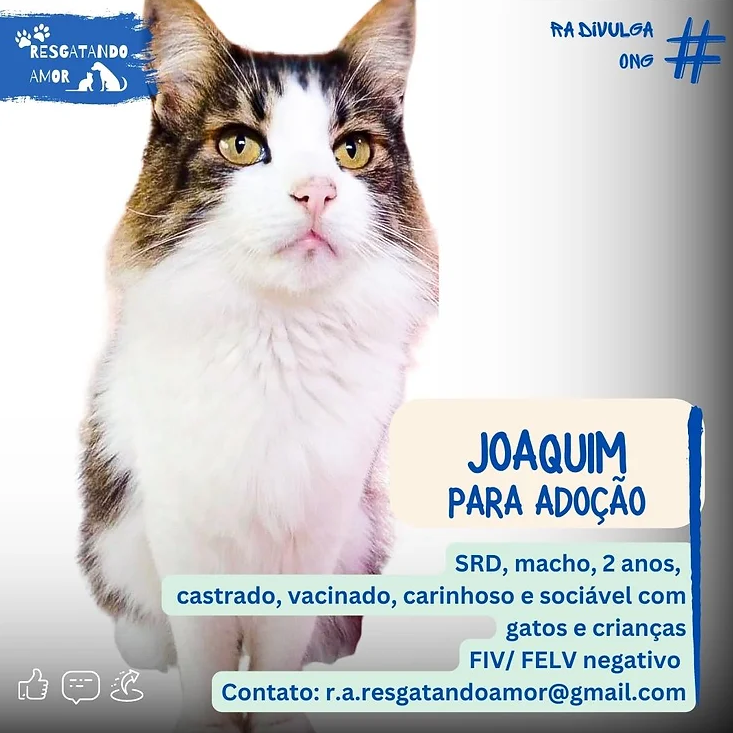 RESGATANDO
AMOR
RA DiVULGA
ONG
#
JOAQUIM
PARA ADOÇÃO
SRD, macho, 2 anos,
castrado, vacinado, carinhoso e sociável com
gatos e crianças
FIV/ FELV negativo
Contato: r.a.resgatandoamor@gmail.com